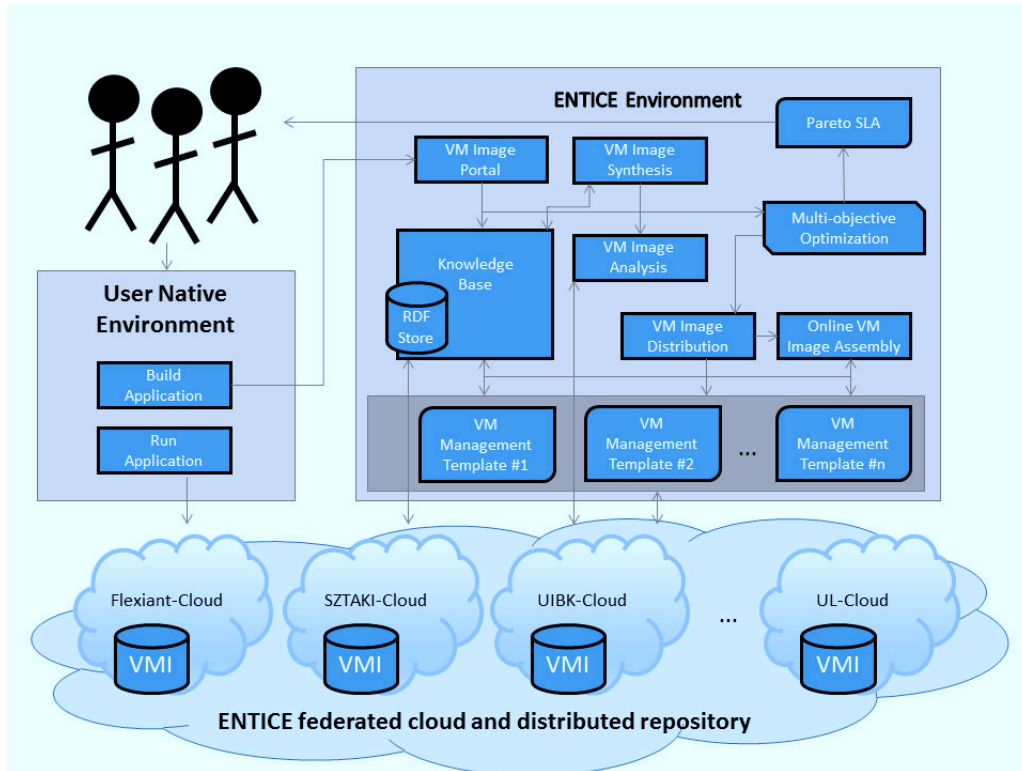 ENTICE Environment
Pareto SLA
VM Image
Portal
VM Image
Synthesis
Multi-objective
Optimization
VM Image
Analysis
Knowledge
Base
RDF
Store
VM Image
Distribution
Online VM
Image Assembly
User Native
Environment
Build
Application
Run
Application
VM
Management
Template #1
VM
Management
Template #2
...
VM
Management
Template #n
Flexiant-Cloud
VMI
SZTAKI-Cloud
VMI
UIBK-Cloud
VMI
...
UL-Cloud
VMI
ENTICE federated cloud and distributed repository